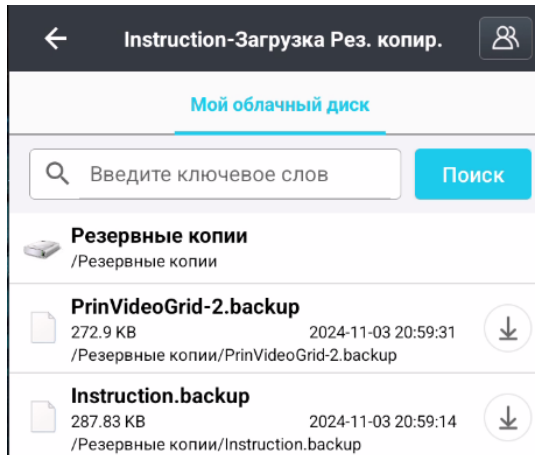 Instruction-Загрузка Рез. копир.
Мой облачный диск
Введите ключевое слов
Поиск
Резервные копии
/Резервные копии
PrinVideoGrid-2.backup
272.9 KB 2024-11-03 20:59:31
/Резервные копии/PrinVideoGrid-2.backup
Instruction.backup
287.83 KB 2024-11-03 20:59:14
/Резервные копии/Instruction.backup